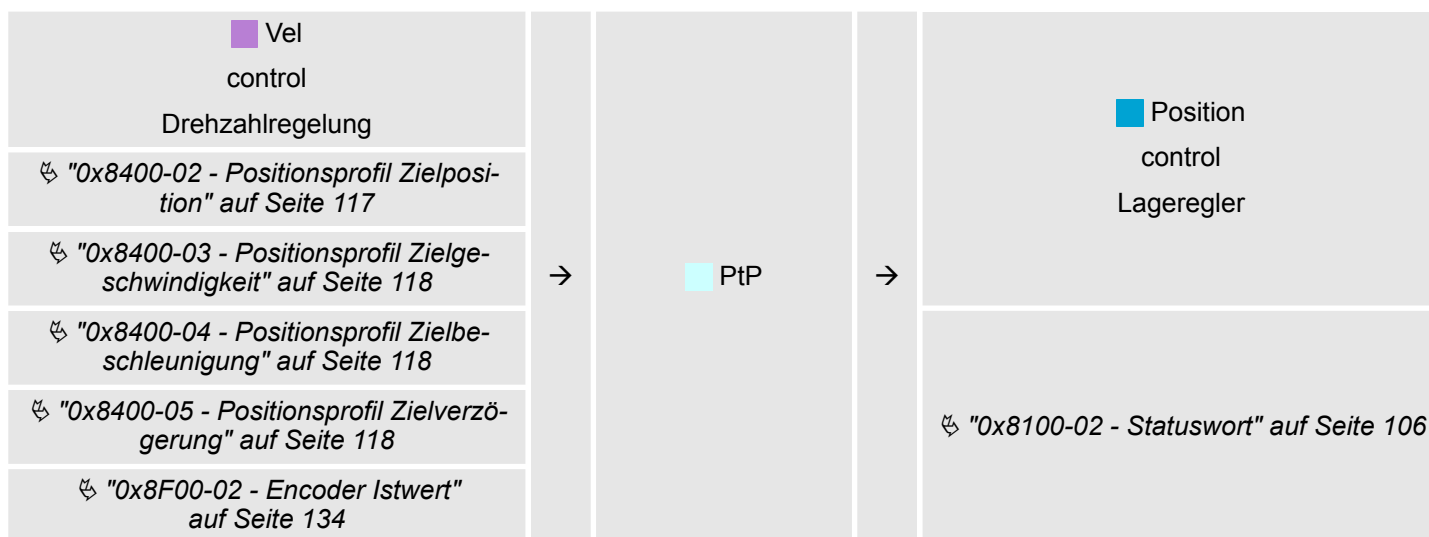 Vel
control
Drehzahlregelung
"0x8400-02 - Positionsprofil Zielposi-
tion" auf Seite 117
"0x8400-03 - Positionsprofil Zielge-
schwindigkeit" auf Seite 118
"0x8400-04 - Positionsprofil Zielbe-
schleunigung" auf Seite 118
"0x8400-05 - Positionsprofil Zielverzö-
gerung" auf Seite 118
"0x8F00-02 - Encoder Istwert"
auf Seite 134
→
PtP
→
Position
control
Lageregler
"0x8100-02 - Statuswort" auf Seite 106